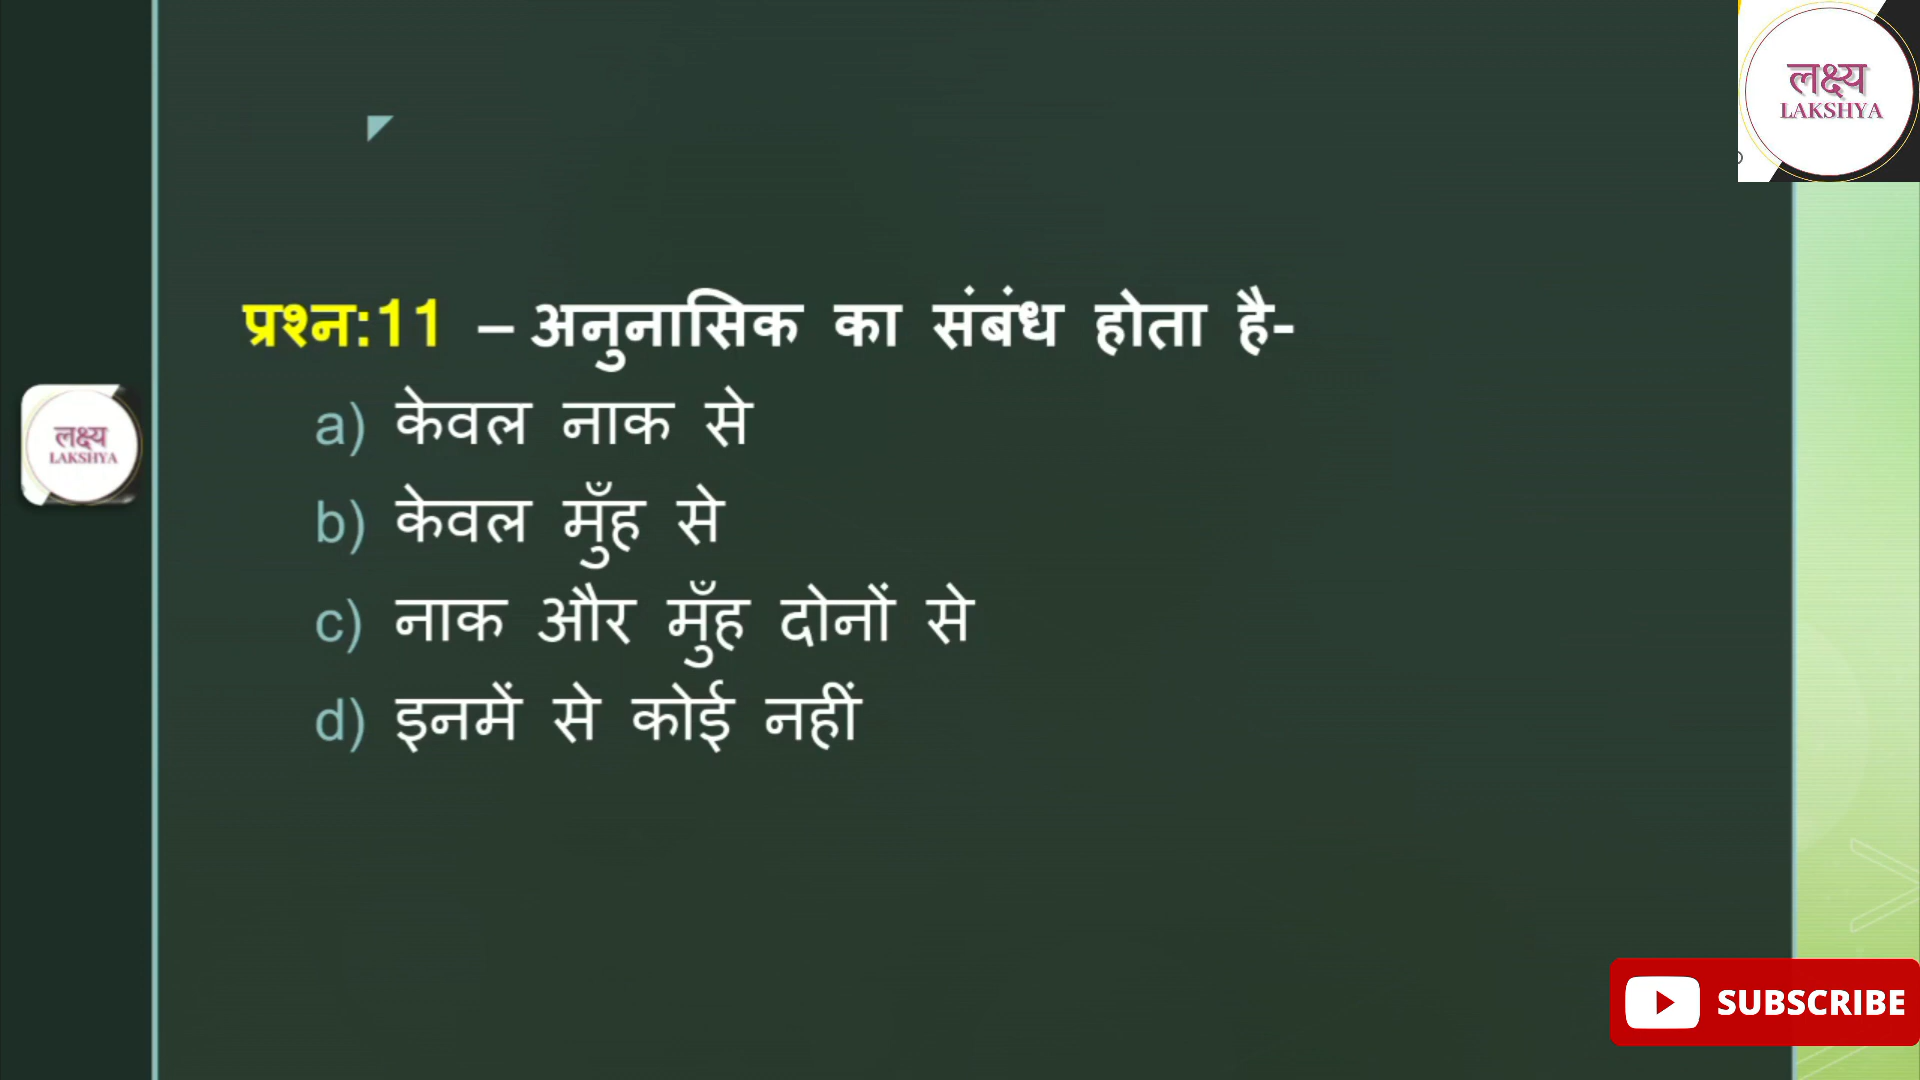 लक्ष्य
LAKSHYA
प्रश्न:11 – अनुनासिक का संबंध होता है-
a) केवल नाक से
लक्ष्य
LAKSHYA
b) केवल मुँह से
c) नाक और मुँह दोनों से
d) इनमें से कोई नहीं
SUBSCRIBE